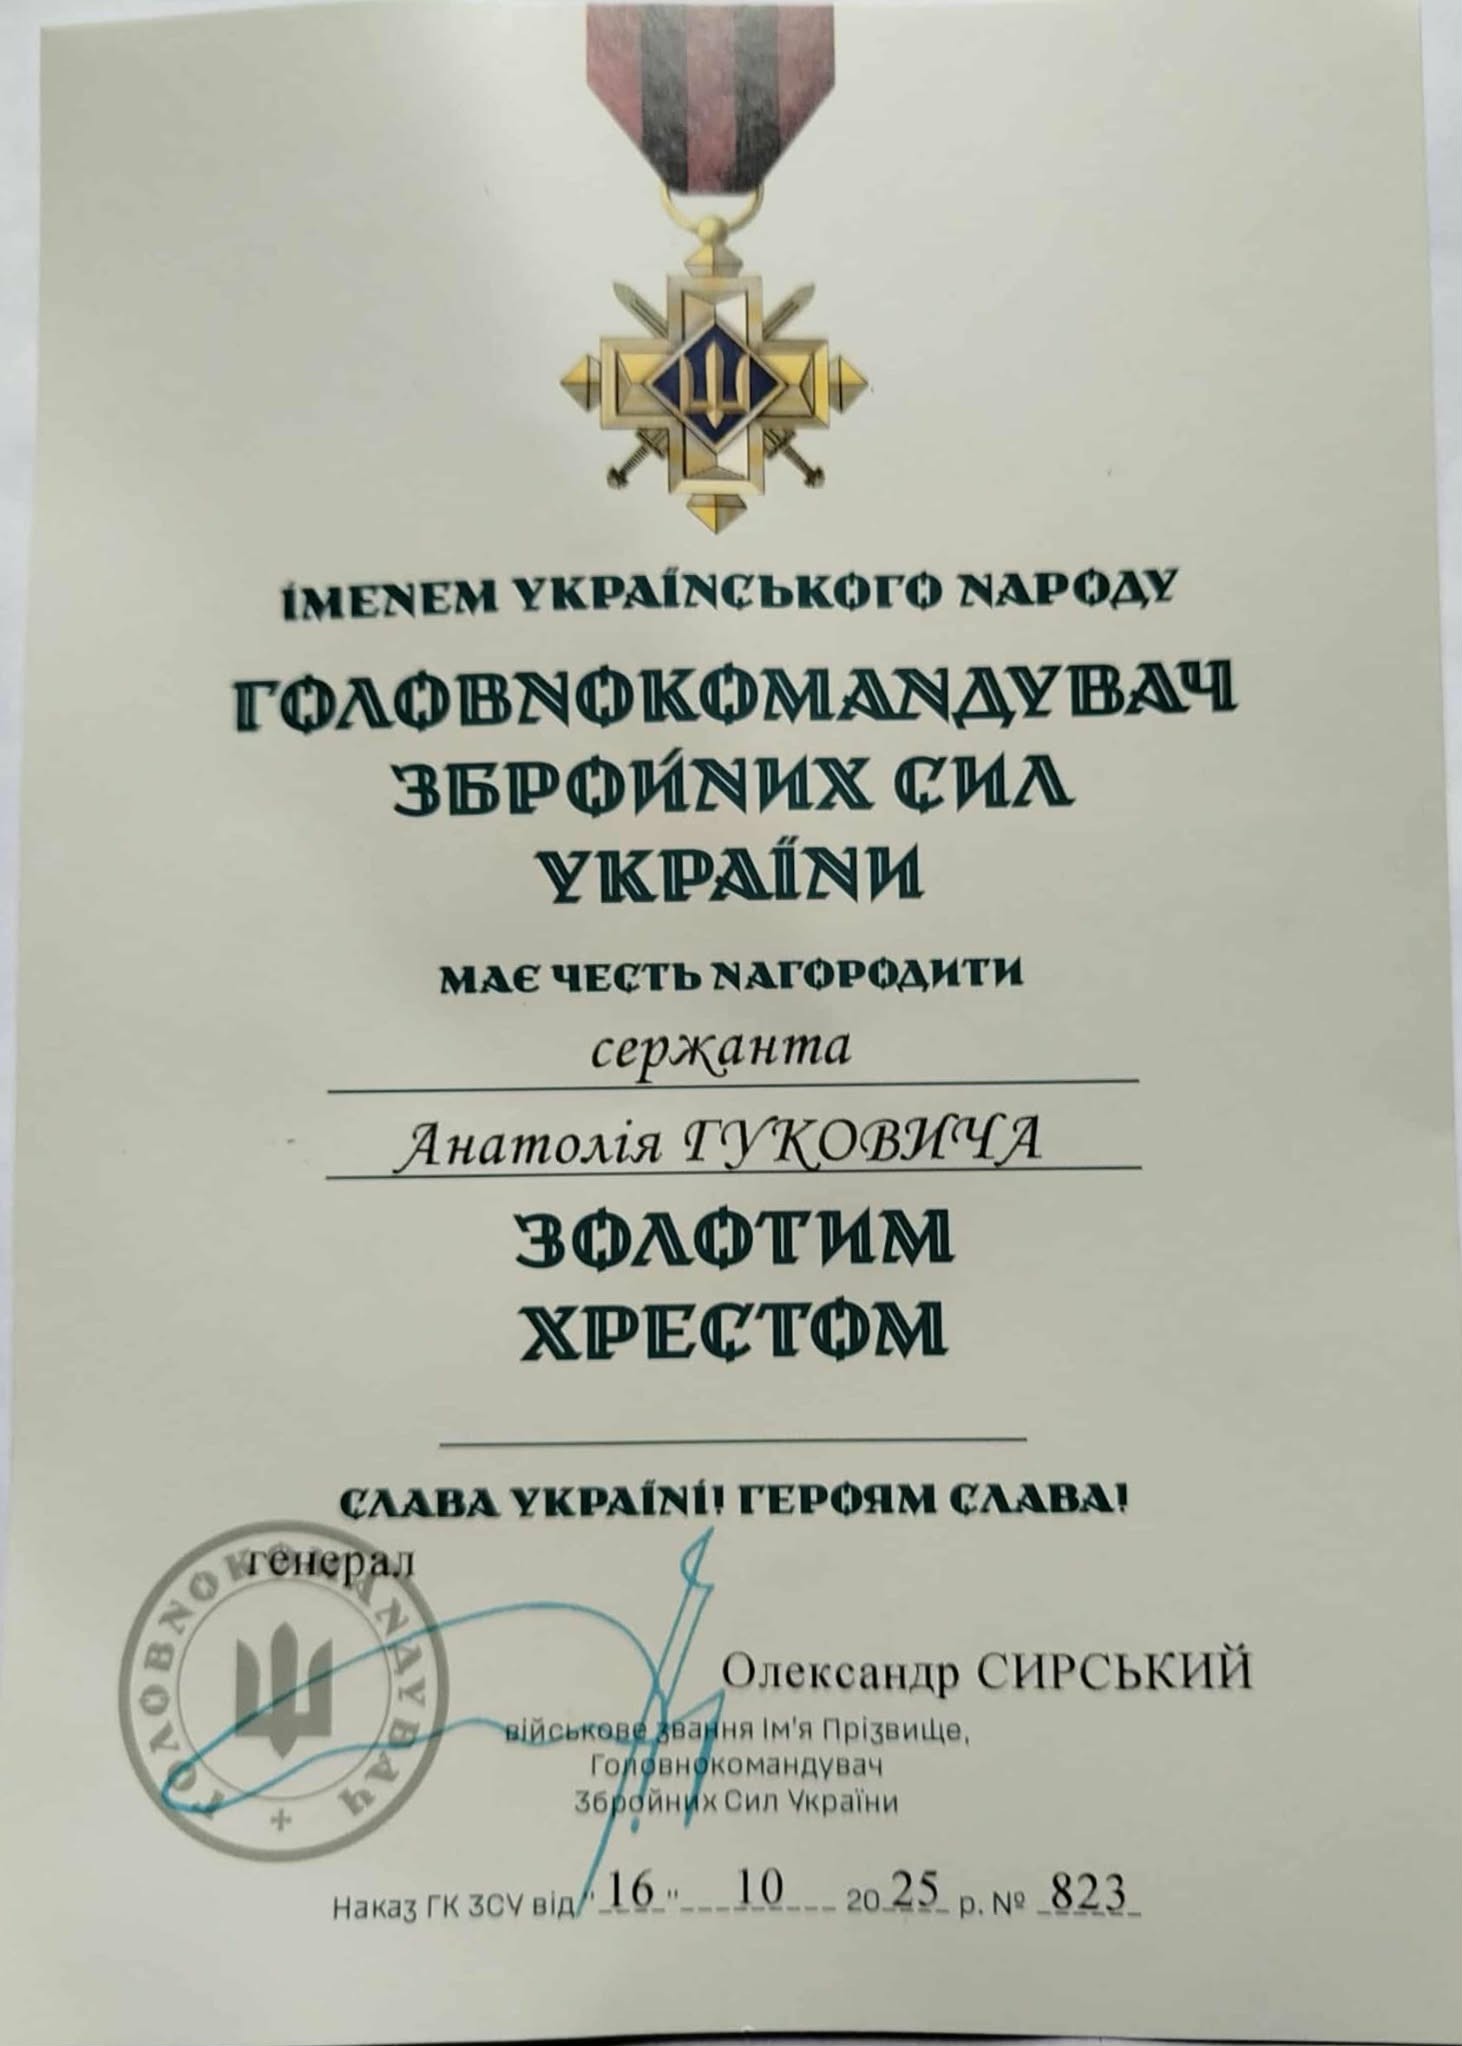 ІМЕНЕМ УКРАЇНСЬКОГО НАРОДУ
ГОЛОВНОКОМАНДУВАЧ
ЗБРОЙНИХ СИЛ
УКРАЇНИ
МАЄ ЧЕСТЬ НАГОРОДИТИ
сержанта
Анатолія ГУКОВИЧА
ЗОЛОТИМ
ХРЕСТОМ
СЛАВА УКРАЇНІ! ГЕРОЯМ СЛАВА!
генерал
ГОЛОВНОКОМАНДУВАЧ
Олександр СИРСЬКИЙ
військове звання Ім'я Прізвище,
Головнокомандувач
Збройних Сил України
Наказ ГК ЗСУ від "16" 10 2025 р. № 823